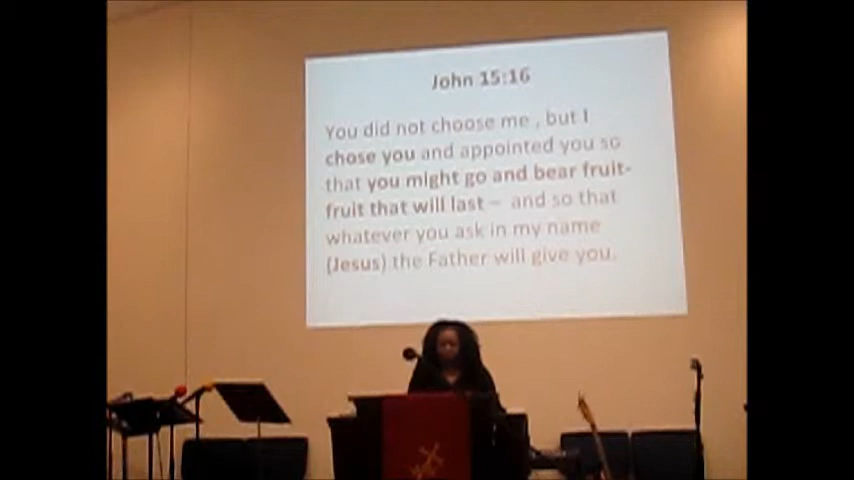 John 15:16
You did not choose me , but I
chose you and appointed you so
that you might go and bear fruit-
fruit that will last – and so that
whatever you ask in my name
(Jesus) the Father will give you.